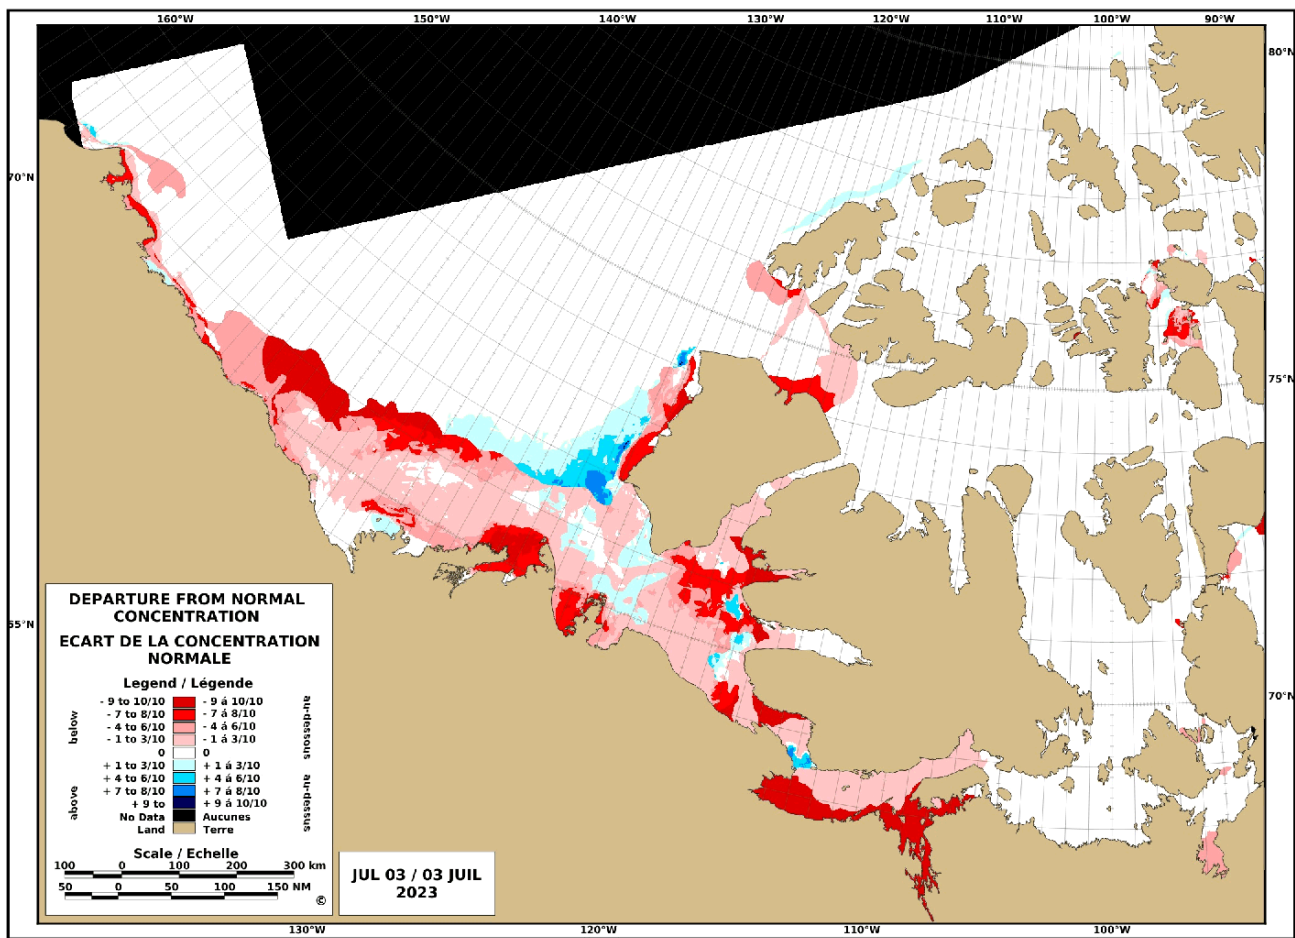 160°W 150°W 140°W 130°W 120°W 110°W 100°W 90°W
80°N
70°N
75°N
65°N
70°N
DEPARTURE FROM NORMAL
CONCENTRATION
ECART DE LA CONCENTRATION
NORMALE
Legend / Légende
- 9 to 10/10 - 9 á 10/10
- 7 to 8/10 - 7 á 8/10
- 4 to 6/10 - 4 á 6/10
- 1 to 3/10 - 1 á 3/10
0 0
+ 1 to 3/10 + 1 á 3/10
+ 4 to 6/10 + 4 á 6/10
+ 7 to 8/10 + 7 á 8/10
+ 9 to + 9 á 10/10
No Data Aucunes
Land Terre
below
above
au-dessous
au-dessus
Scale / Echelle
100 0 100 200 300 km
50 0 50 100 150 NM
©
JUL 03 / 03 JUIL
2023
130°W 120°W 110°W 100°W